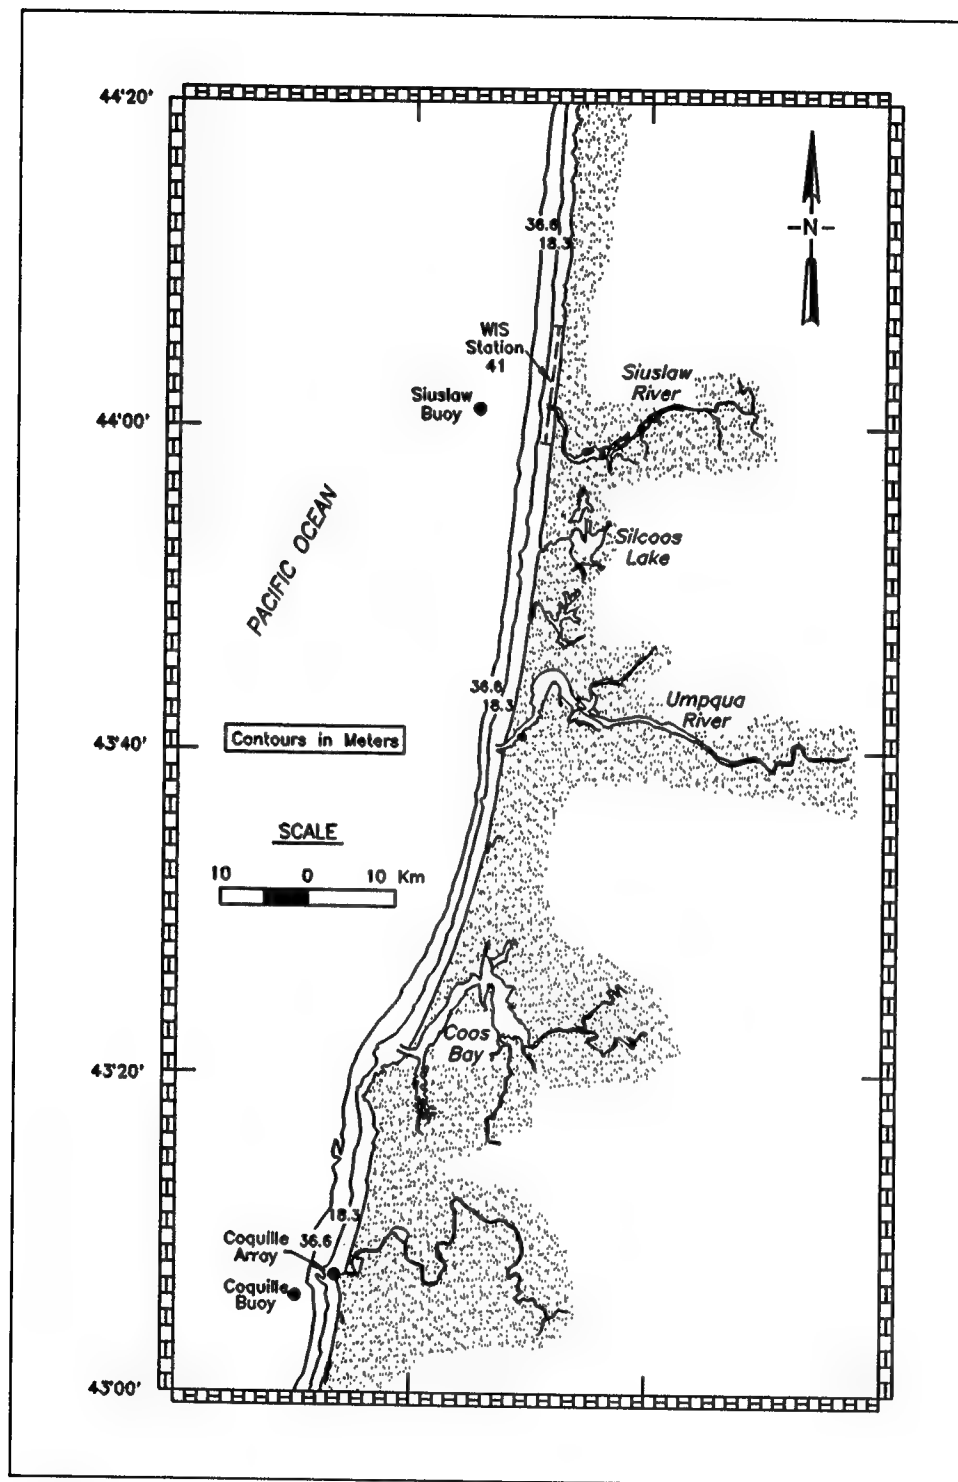 44°20'
N
36.6
18.3
WIS
Station
41
Siuslaw
River
Siuslaw
Buoy
44°00'
PACIFIC OCEAN
Silcoos
Lake
36.6
18.3
Umpqua
River
Contours in Meters
43°40'
SCALE
10 0 10 Km
Coos
Bay
43°20'
18.3
36.6
Coquille
Array
Coquille
Buoy
43°00'